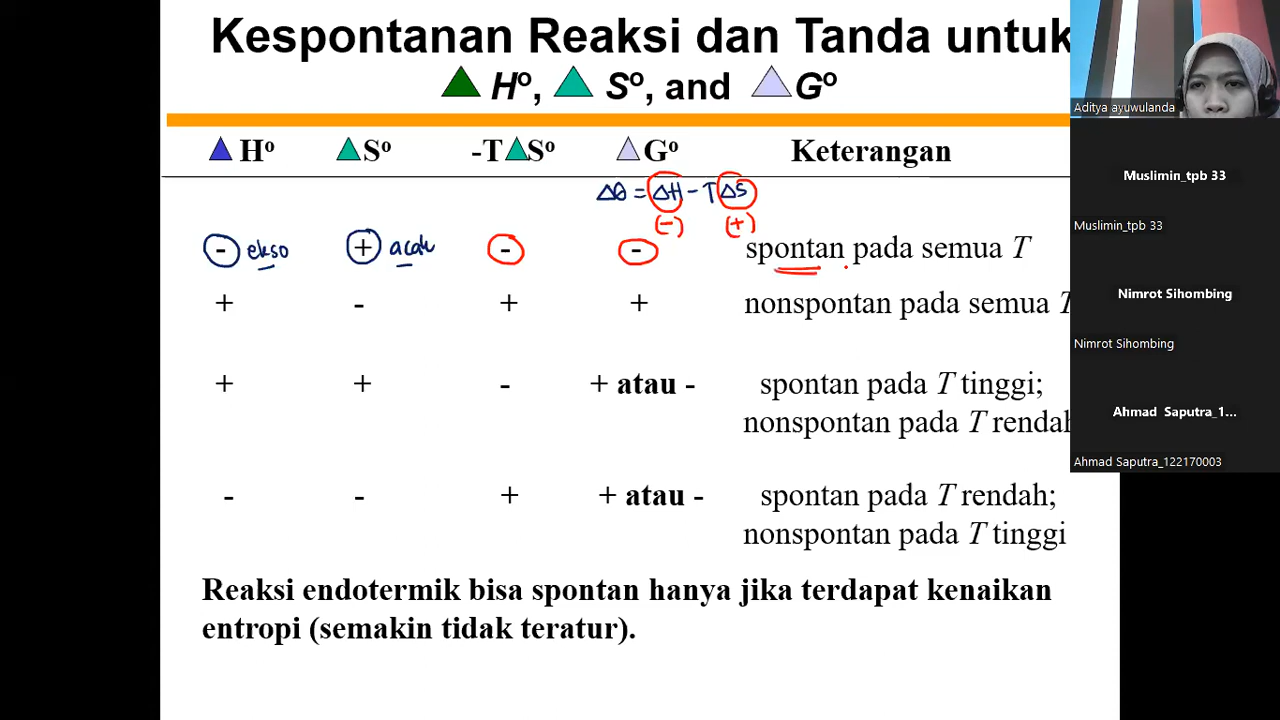 Kespontanan Reaksi dan Tanda untuk
▲ Hº, ▲ Sº, and ▲Gº
▲ Hº ▲Sº -T▲Sº ▲Gº Keterangan
ΔG = ΔH - TΔS
(-) (+)
- ekso + acak - - spontan pada semua T
+ - + + nonspontan pada semua T
+ + - + atau - spontan pada T tinggi;
nonspontan pada T rendah
- - + + atau - spontan pada T rendah;
nonspontan pada T tinggi
Reaksi endotermik bisa spontan hanya jika terdapat kenaikan
entropi (semakin tidak teratur).
Aditya ayuwulanda
Muslimin_tpb 33
Muslimin_tpb 33
Nimrot Sihombing
Nimrot Sihombing
Ahmad Saputra_1...
Ahmad Saputra_122170003